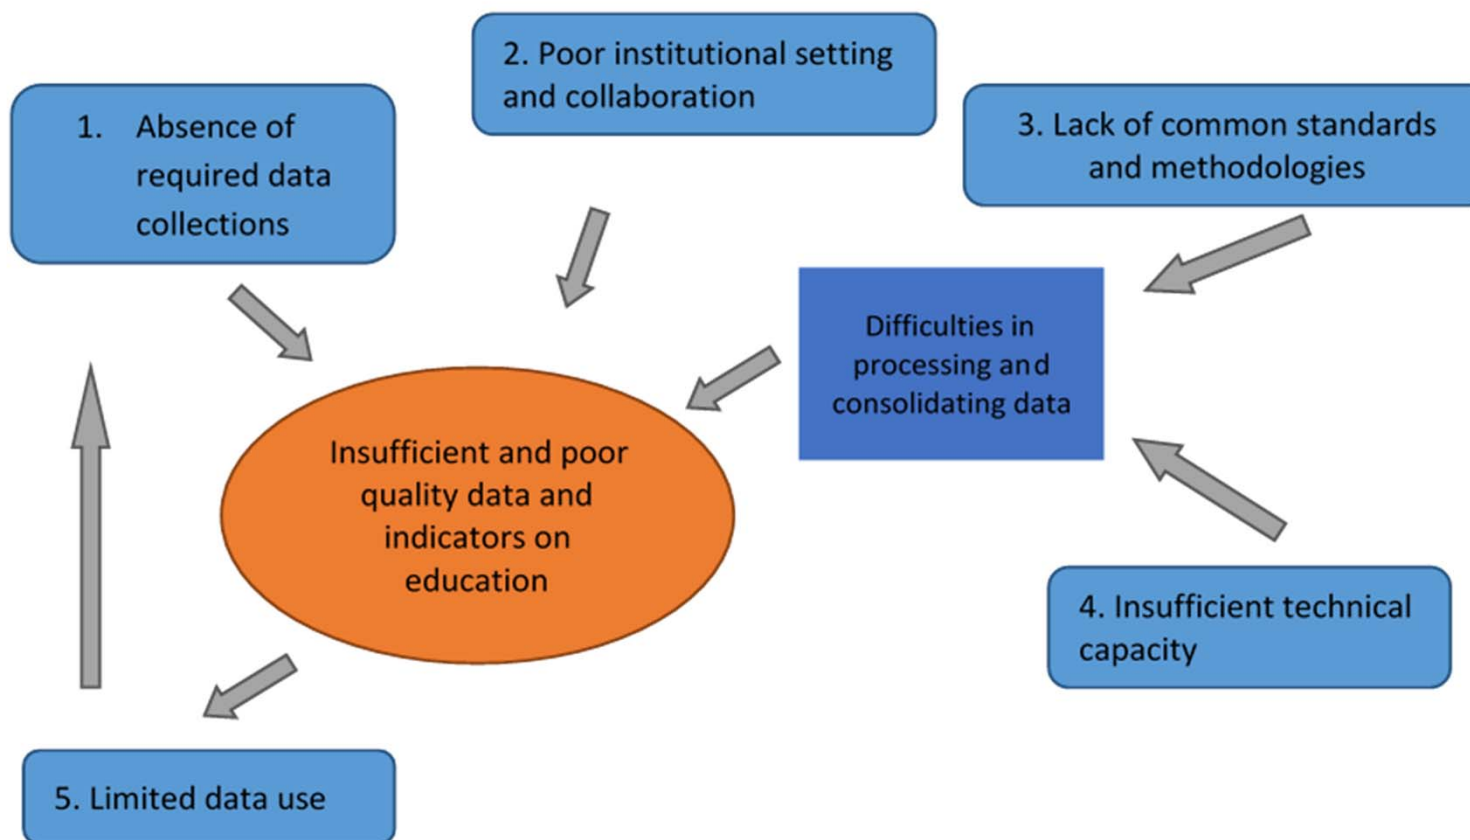 1. Absence of
required data
collections
2. Poor institutional setting
and collaboration
3. Lack of common standards
and methodologies
Difficulties in
processing and
consolidating data
Insufficient and poor
quality data and
indicators on
education
4. Insufficient technical
capacity
5. Limited data use